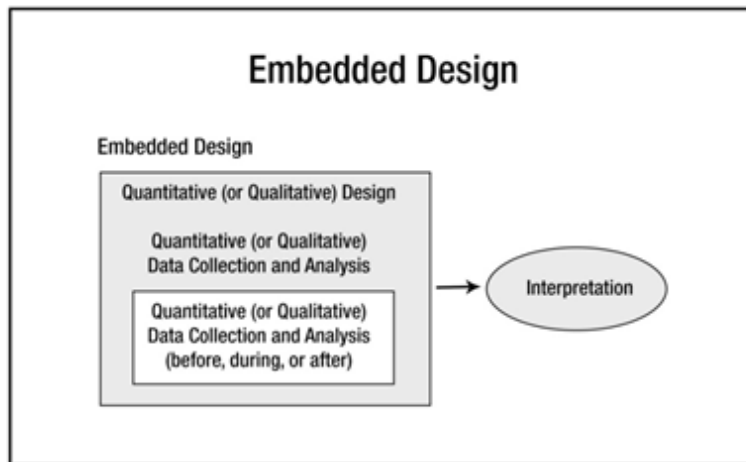 Embedded Design
Embedded Design
Quantitative (or Qualitative) Design
Quantitative (or Qualitative)
Data Collection and Analysis
Quantitative (or Qualitative)
Data Collection and Analysis
(before, during, or after)
Interpretation